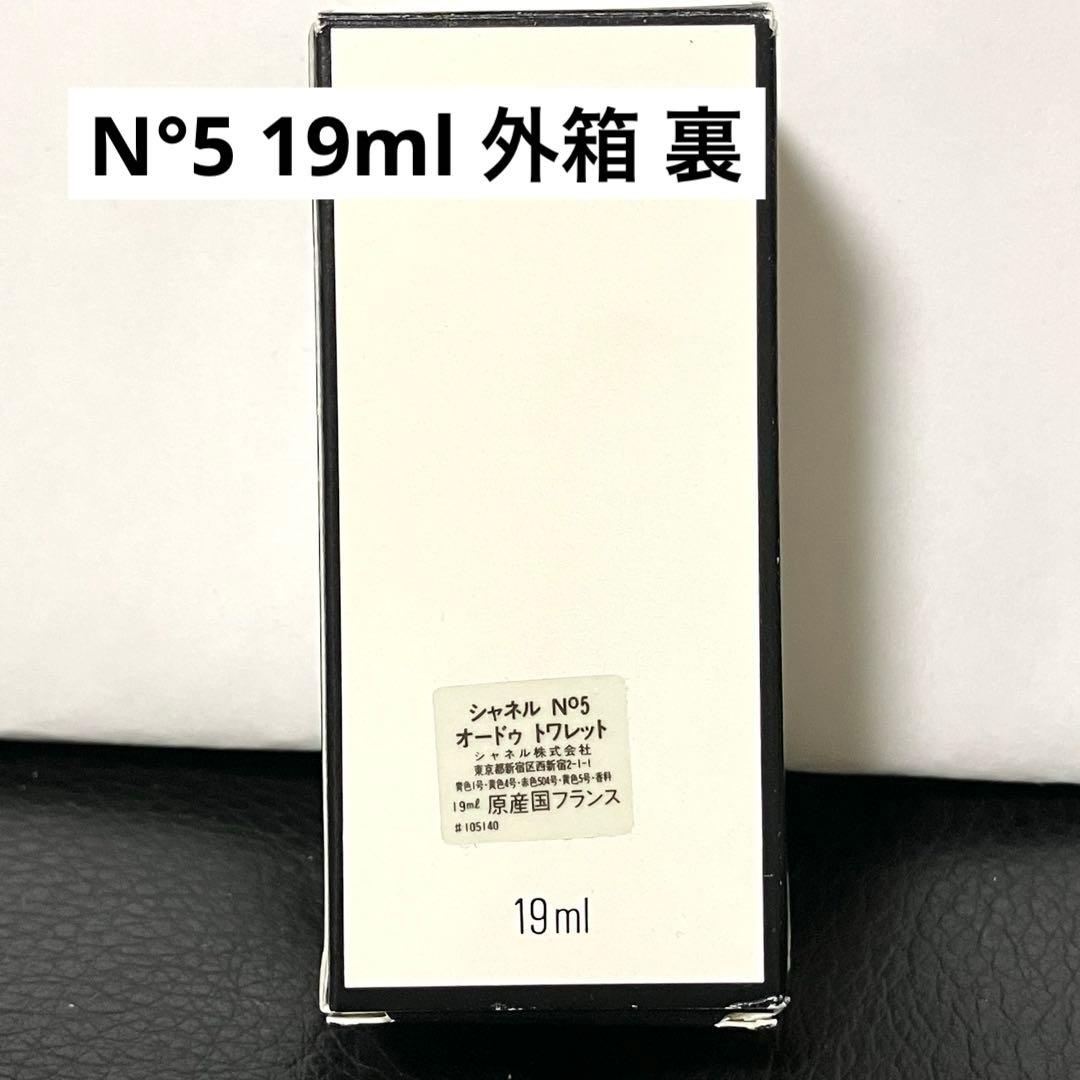 N°5 19ml 外箱 裏
シャネル Nº5
オードゥ トワレット
シャネル株式会社
東京都新宿区西新宿2-1-1
青色1号・黄色4号・赤色504号・黄色5号・香料
19ml 原産国フランス
#105140
19ml